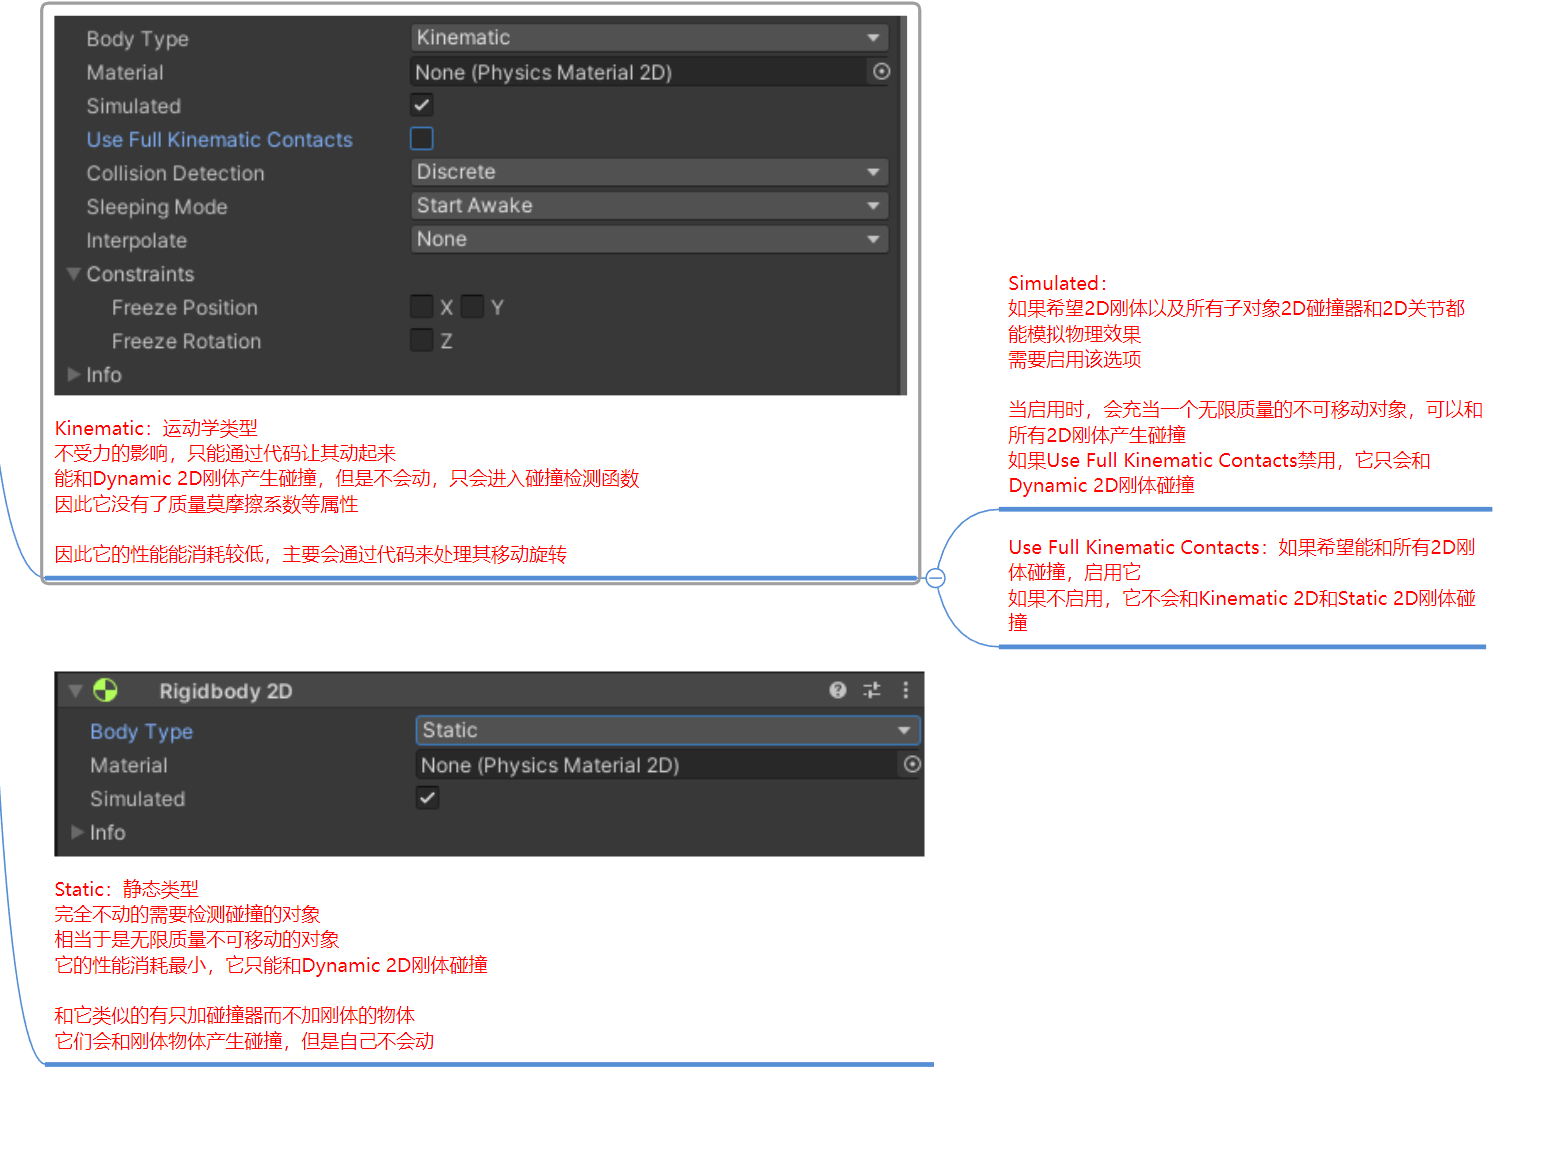 Body Type Kinematic
Material None (Physics Material 2D)
Simulated
Use Full Kinematic Contacts
Collision Detection Discrete
Sleeping Mode Start Awake
Interpolate None
Constraints
Freeze Position X Y
Freeze Rotation Z
Info
Kinematic：运动学类型
不受力的影响，只能通过代码让其动起来
能和Dynamic 2D刚体产生碰撞，但是不会动，只会进入碰撞检测函数
因此它没有了质量莫摩擦系数等属性
因此它的性能能消耗较低，主要会通过代码来处理其移动旋转
Simulated：
如果希望2D刚体以及所有子对象2D碰撞器和2D关节都
能模拟物理效果
需要启用该选项
当启用时，会充当一个无限质量的不可移动对象，可以和
所有2D刚体产生碰撞
如果Use Full Kinematic Contacts禁用，它只会和
Dynamic 2D刚体碰撞
Use Full Kinematic Contacts：如果希望能和所有2D刚
体碰撞，启用它
如果不启用，它不会和Kinematic 2D和Static 2D刚体碰
撞
Rigidbody 2D
Body Type Static
Material None (Physics Material 2D)
Simulated
Info
Static：静态类型
完全不动的需要检测碰撞的对象
相当于是无限质量不可移动的对象
它的性能消耗最小，它只能和Dynamic 2D刚体碰撞
和它类似的有只加碰撞器而不加刚体的物体
它们会和刚体物体产生碰撞，但是自己不会动